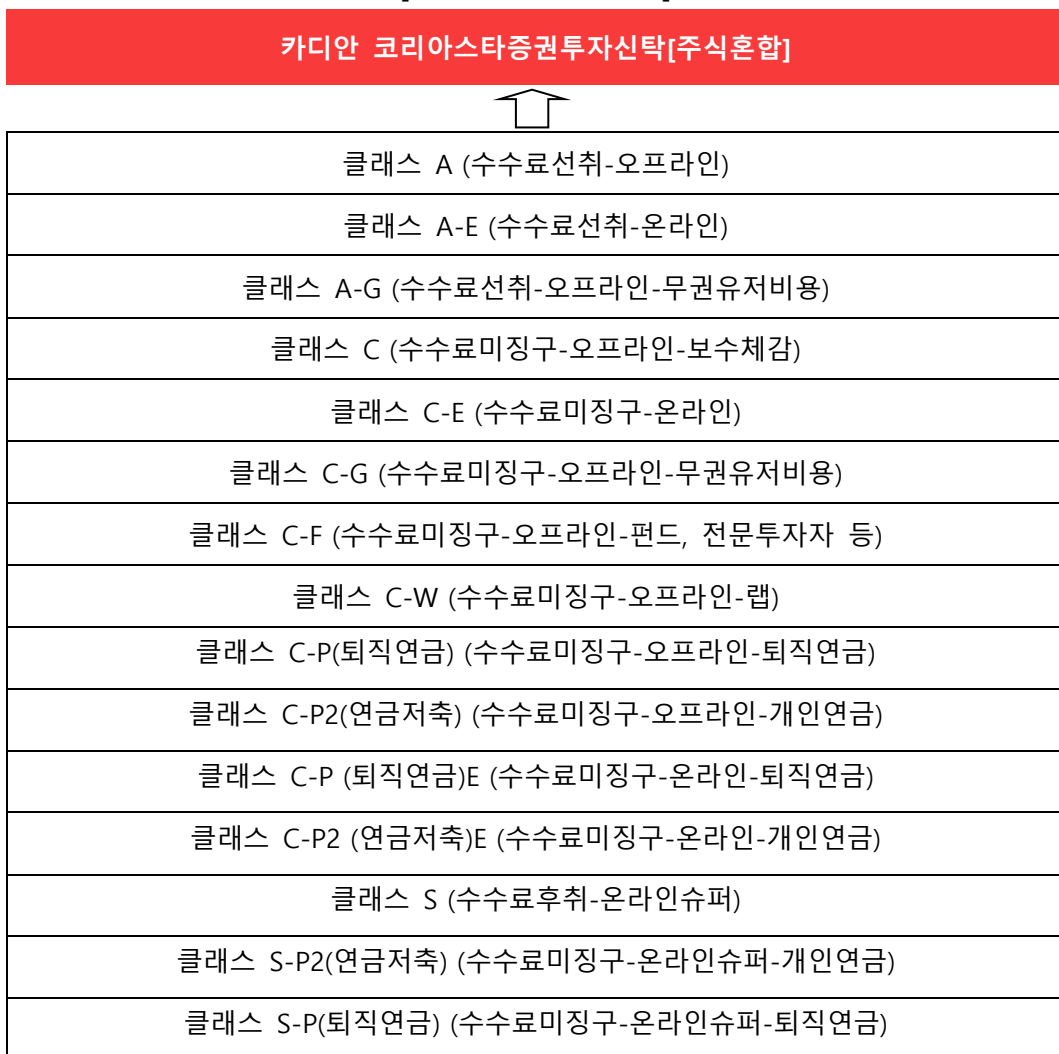 카디안 코리아스타증권투자신탁[주식혼합]
클래스 A (수수료선취-오프라인)
클래스 A-E (수수료선취-온라인)
클래스 A-G (수수료선취-오프라인-무권유저비용)
클래스 C (수수료미징구-오프라인-보수체감)
클래스 C-E (수수료미징구-온라인)
클래스 C-G (수수료미징구-오프라인-무권유저비용)
클래스 C-F (수수료미징구-오프라인-펀드, 전문투자자 등)
클래스 C-W (수수료미징구-오프라인-랩)
클래스 C-P(퇴직연금) (수수료미징구-오프라인-퇴직연금)
클래스 C-P2(연금저축) (수수료미징구-오프라인-개인연금)
클래스 C-P (퇴직연금)E (수수료미징구-온라인-퇴직연금)
클래스 C-P2 (연금저축)E (수수료미징구-온라인-개인연금)
클래스 S (수수료후취-온라인슈퍼)
클래스 S-P2(연금저축) (수수료미징구-온라인슈퍼-개인연금)
클래스 S-P(퇴직연금) (수수료미징구-온라인슈퍼-퇴직연금)